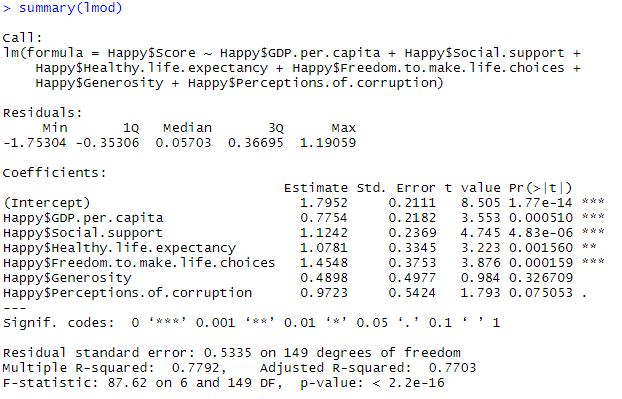 > summary(lmod)
Call:
lm(formula = Happy$Score ~ Happy$GDP.per.capita + Happy$Social.support +
    Happy$Healthy.life.expectancy + Happy$Freedom.to.make.life.choices +
    Happy$Generosity + Happy$Perceptions.of.corruption)
Residuals:
     Min       1Q   Median       3Q      Max
-1.75304 -0.35306  0.05703  0.36695  1.19059
Coefficients:
                                   Estimate Std. Error t value Pr(>|t|)
(Intercept)                          1.7952     0.2111   8.505 1.77e-14 ***
Happy$GDP.per.capita                 0.7754     0.2182   3.553 0.000510 ***
Happy$Social.support                 1.1242     0.2369   4.745 4.83e-06 ***
Happy$Healthy.life.expectancy        1.0781     0.3345   3.223 0.001560 **
Happy$Freedom.to.make.life.choices   1.4548     0.3753   3.876 0.000159 ***
Happy$Generosity                     0.4898     0.4977   0.984 0.326709
Happy$Perceptions.of.corruption      0.9723     0.5424   1.793 0.075053 .
---
Signif. codes:  0 ‘***’ 0.001 ‘**’ 0.01 ‘*’ 0.05 ‘.’ 0.1 ‘ ’ 1
Residual standard error: 0.5335 on 149 degrees of freedom
Multiple R-squared:  0.7792,    Adjusted R-squared:  0.7703
F-statistic: 87.62 on 6 and 149 DF,  p-value: < 2.2e-16